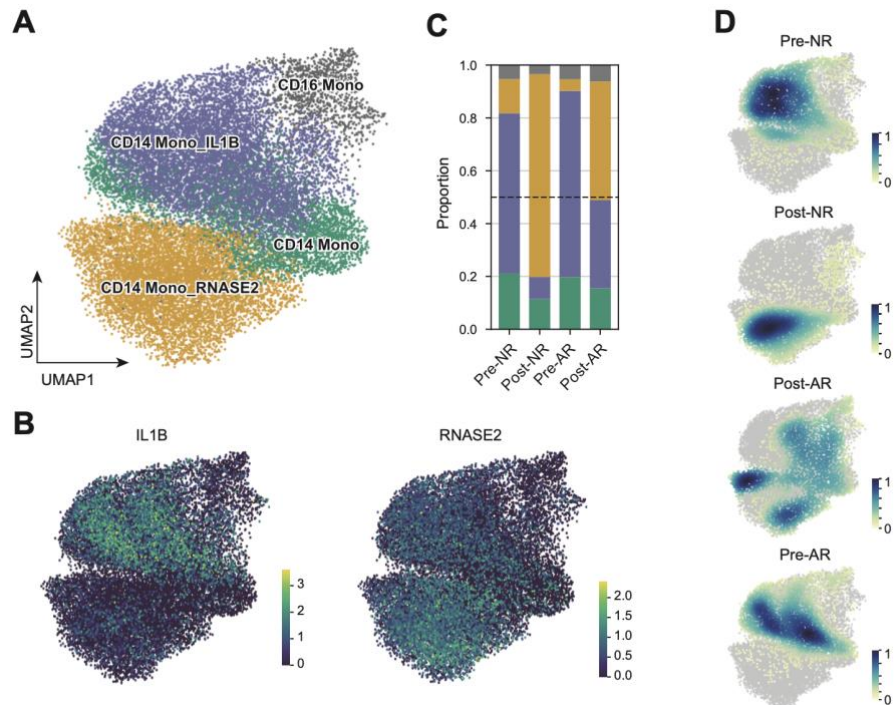 A
CD16 Mono
CD14 Mono_IL1B
CD14 Mono
CD14 Mono_RNASE2
UMAP2
UMAP1
B
IL1B
3
2
1
0
RNASE2
2.0
1.5
1.0
0.5
0.0
C
Proportion
1.0
0.8
0.6
0.4
0.2
0.0
Pre-NR
Post-NR
Pre-AR
Post-AR
D
Pre-NR
1
0
Post-NR
1
0
Post-AR
1
0
Pre-AR
1
0